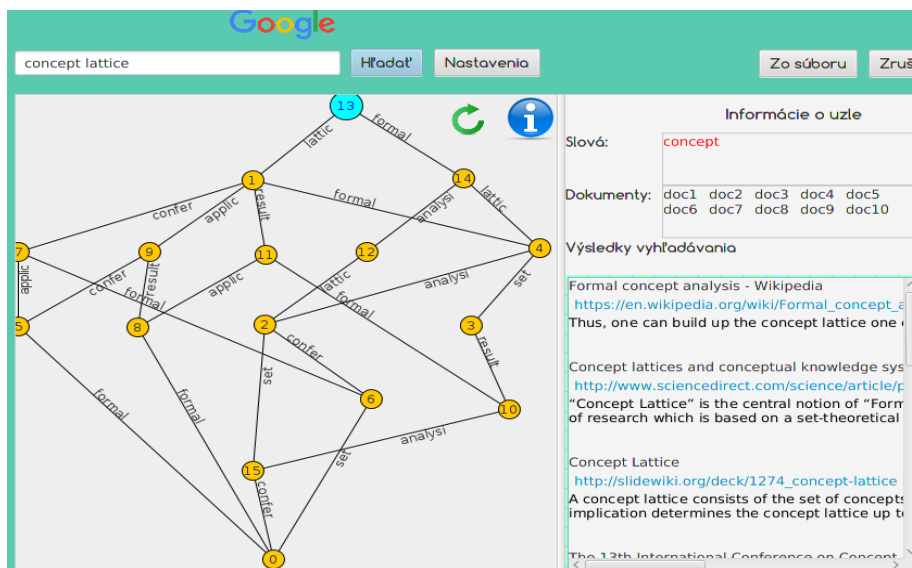 Google
concept lattice
Hľadať
Nastavenia
Zo súboru
Zruš
13
lattic
formal
1
14
confer
applic
result
formal
analysi
lattic
7
9
11
12
4
applic
confer
result
formal
applic
lattic
formal
analysi
set
5
8
2
3
confer
result
set
6
10
formal
formal
analysi
set
15
confer
0
Informácie o uzle
Slová:
concept
Dokumenty:
doc1 doc2 doc3 doc4 doc5
doc6 doc7 doc8 doc9 doc10
Výsledky vyhľadávania
Formal concept analysis - Wikipedia
https://en.wikipedia.org/wiki/Formal_concept_a
Thus, one can build up the concept lattice one
Concept lattices and conceptual knowledge sys
http://www.sciencedirect.com/science/article/p
“Concept Lattice” is the central notion of “Form
of research which is based on a set-theoretical
Concept Lattice
http://slidewiki.org/deck/1274_concept-lattice
A concept lattice consists of the set of concepts
implication determines the concept lattice up to
The 13th International Conference on Concept